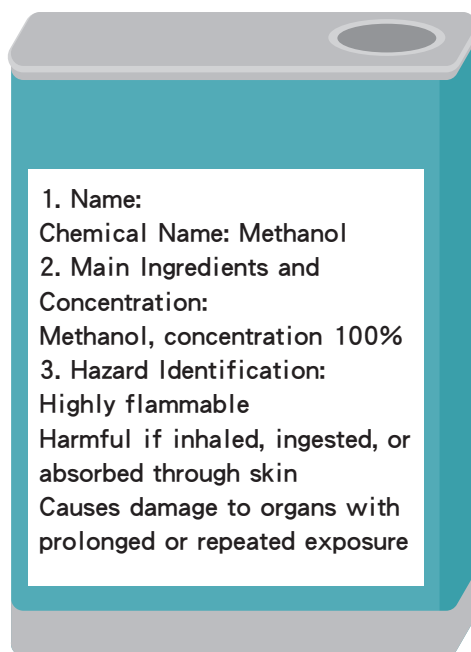 1. Name:
Chemical Name: Methanol
2. Main Ingredients and
Concentration:
Methanol, concentration 100%
3. Hazard Identification:
Highly flammable
Harmful if inhaled, ingested, or
absorbed through skin
Causes damage to organs with
prolonged or repeated exposure